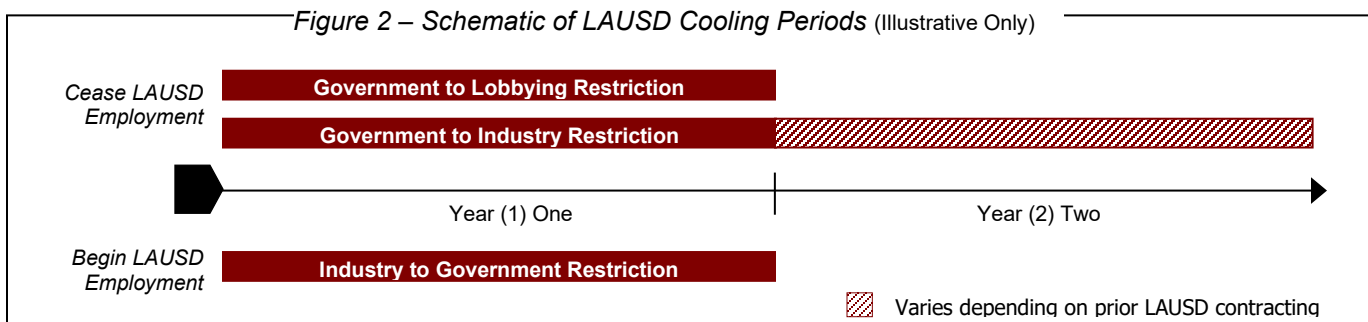 Figure 2 – Schematic of LAUSD Cooling Periods (Illustrative Only)
Cease LAUSD
Employment
Government to Lobbying Restriction
Government to Industry Restriction
Year (1) One
Year (2) Two
Begin LAUSD
Employment
Industry to Government Restriction
Varies depending on prior LAUSD contracting